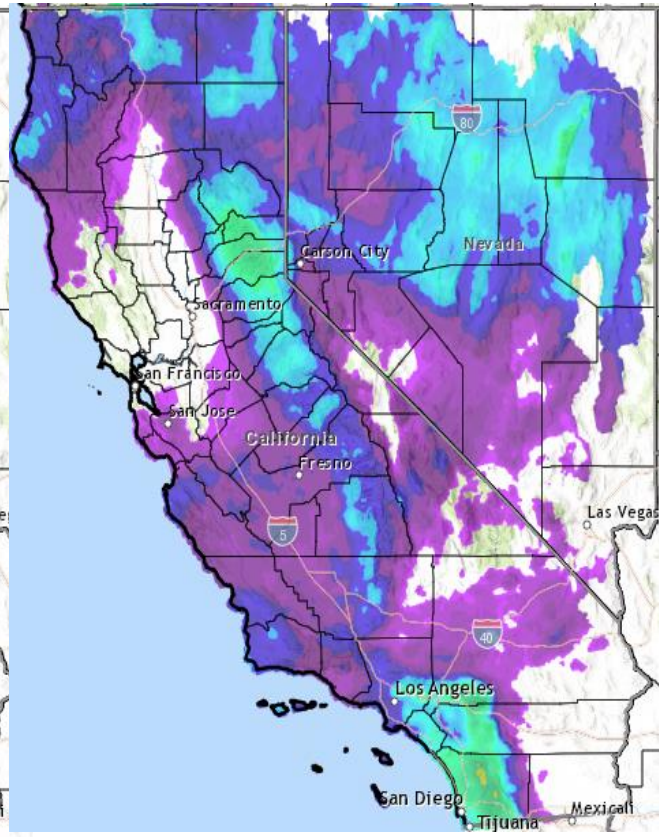 80
Nevada
Carson City
Sacramento
San Francisco
San Jose
California
Fresno
5
Las Vegas
40
Los Angeles
San Diego
Tijuana
Mexicali